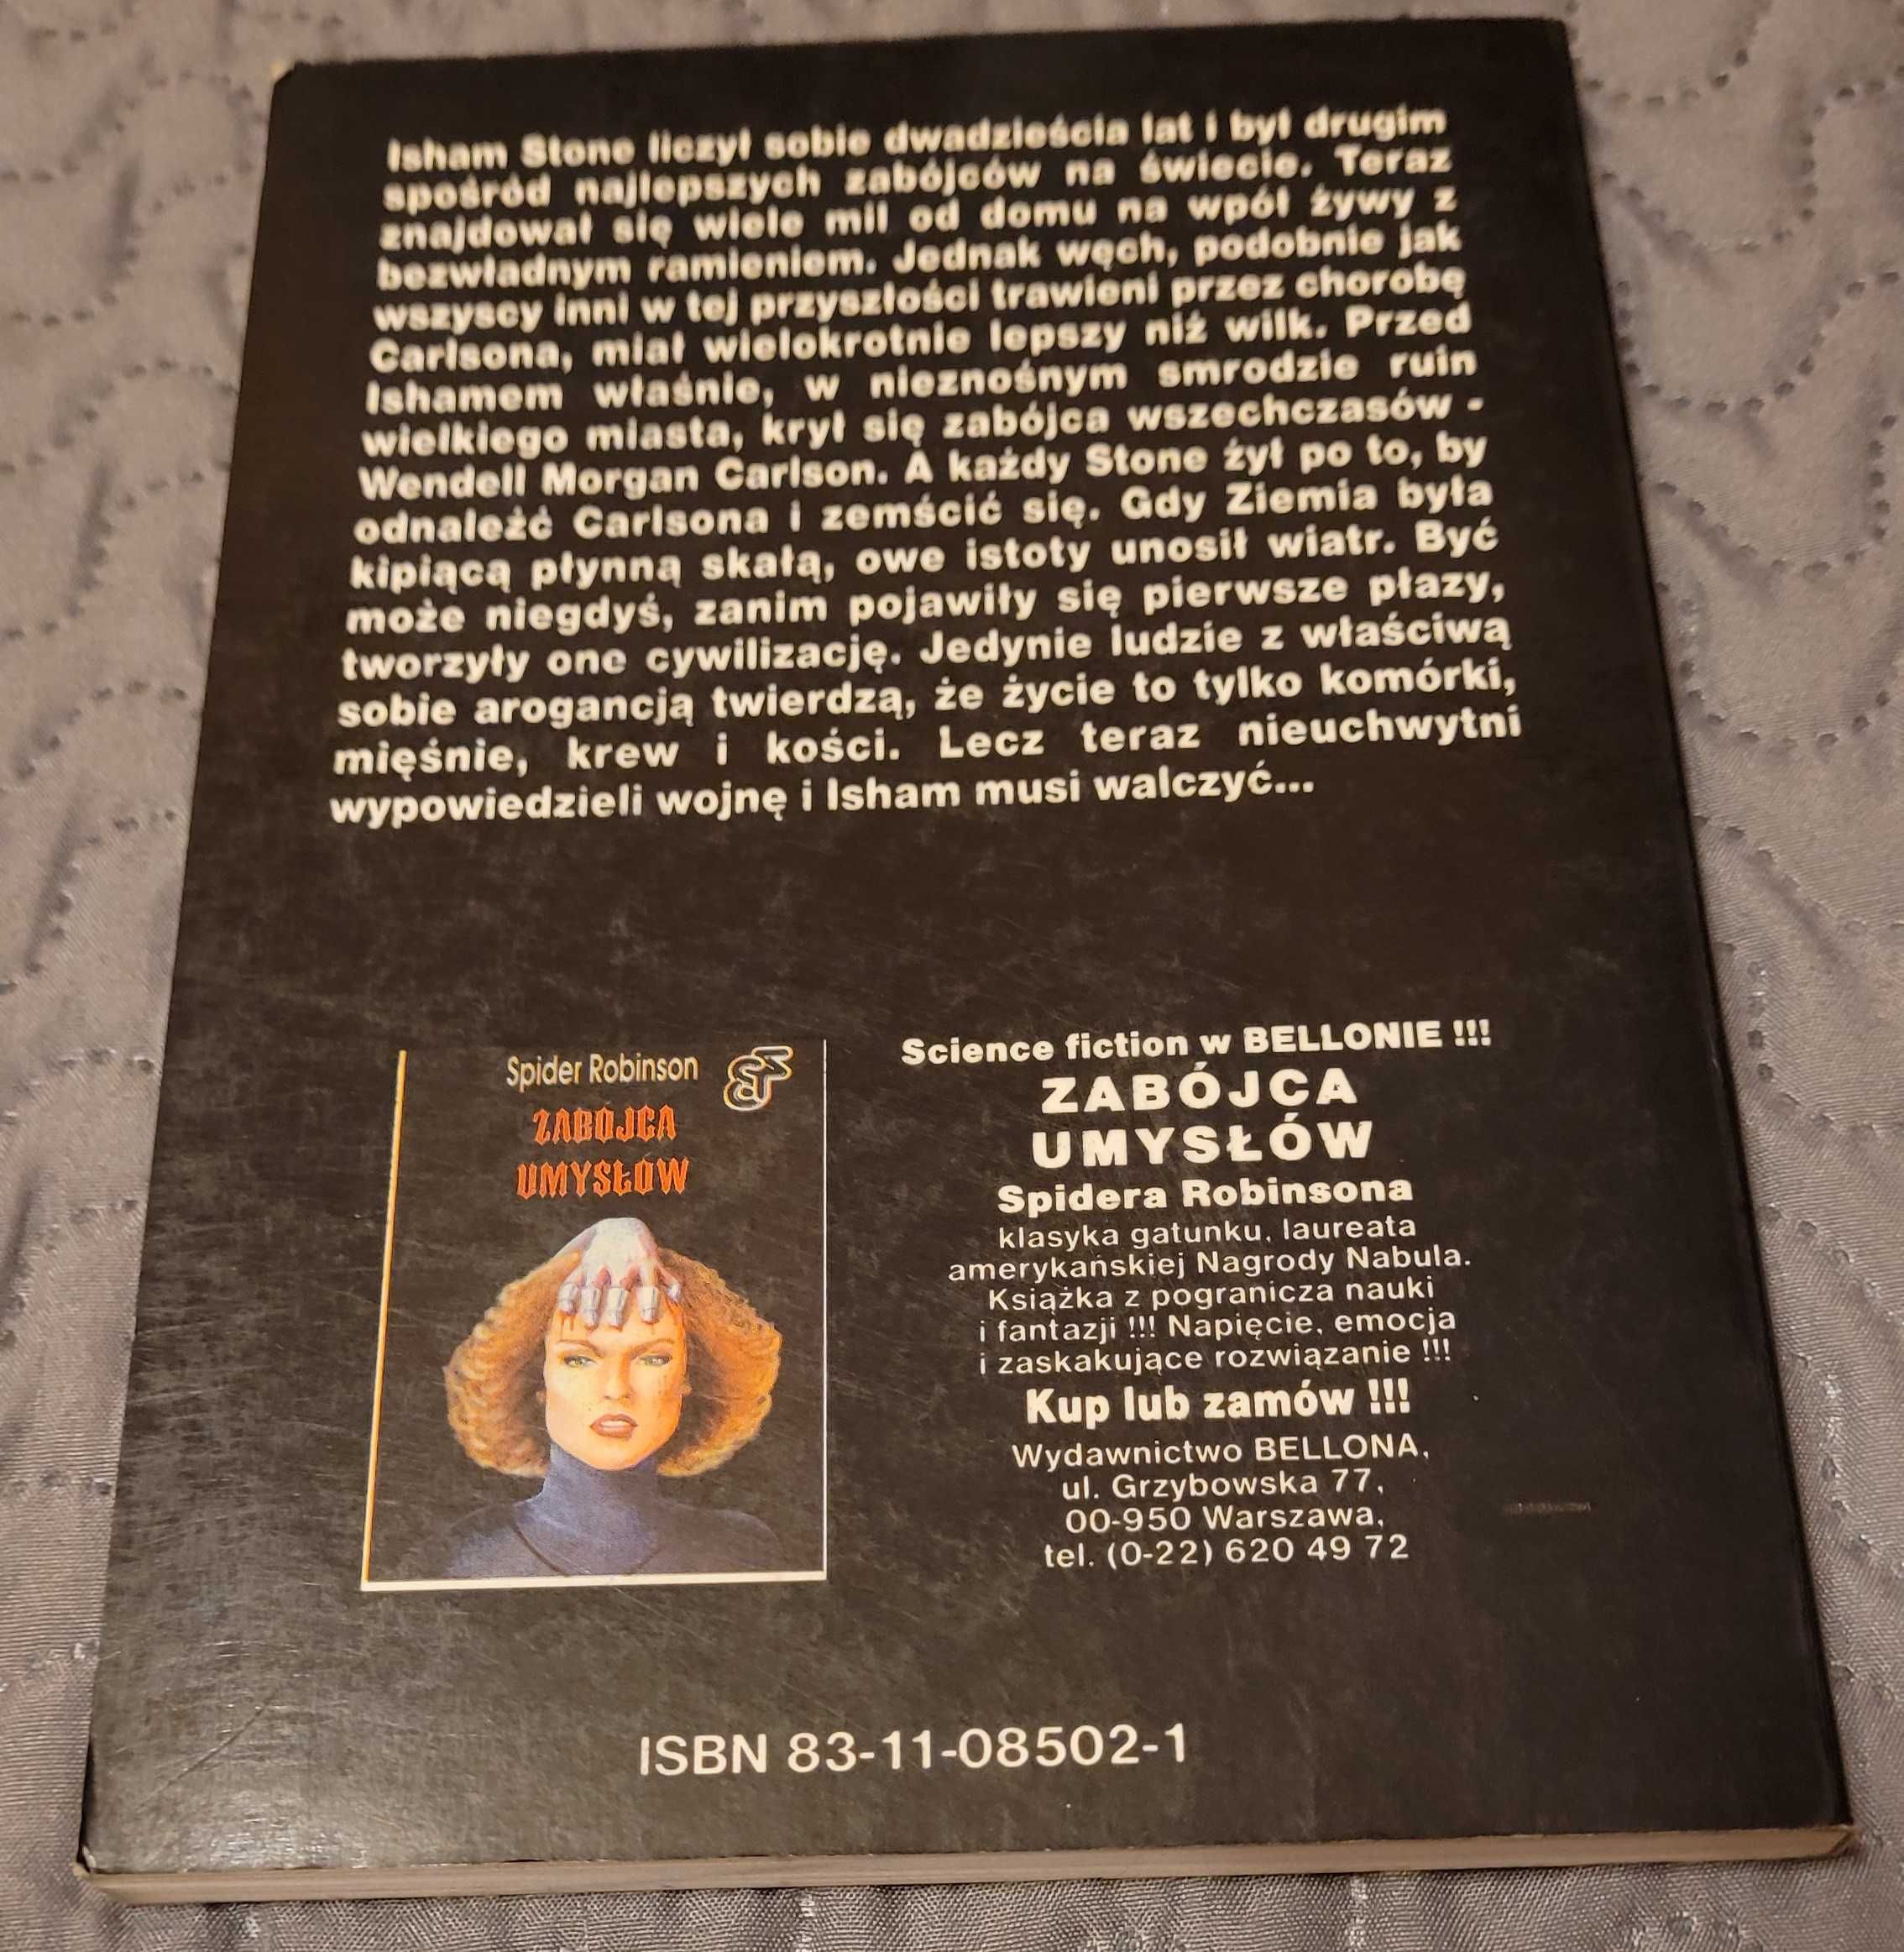 Isham Stone liczył sobie dwadzieścia lat i był drugim
spośród najlepszych zabójców na świecie. Teraz
znajdował się wiele mil od domu na wpół żywy z
bezwładnym ramieniem. Jednak węch, podobnie jak
wszyscy inni w tej przyszłości trawieni przez chorobę
Carlsona, miał wielokrotnie lepszy niż wilk. Przed
Ishamem właśnie, w nieznośnym smrodzie ruin
wielkiego miasta, krył się zabójca wszechczasów -
Wendell Morgan Carlson. A każdy Stone żył po to, by
odnaleźć Carlsona i zemścić się. Gdy Ziemia była
kipiącą płynną skałą, owe istoty unosił wiatr. Być
może niegdyś, zanim pojawiły się pierwsze płazy,
tworzyły one cywilizację. Jedynie ludzie z właściwą
sobie arogancją twierdzą, że życie to tylko komórki,
mięśnie, krew i kości. Lecz teraz nieuchwytni
wypowiedzieli wojnę i Isham musi walczyć...
Spider Robinson
ZABÓJCA
UMYSŁÓW
Science fiction w BELLONIE !!!
ZABÓJCA
UMYSŁÓW
Spidera Robinsona
klasyka gatunku, laureata
amerykańskiej Nagrody Nabula.
Książka z pogranicza nauki
i fantazji !!! Napięcie, emocja
i zaskakujące rozwiązanie !!!
Kup lub zamów !!!
Wydawnictwo BELLONA,
ul. Grzybowska 77,
00-950 Warszawa,
tel. (0-22) 620 49 72
ISBN 83-11-08502-1